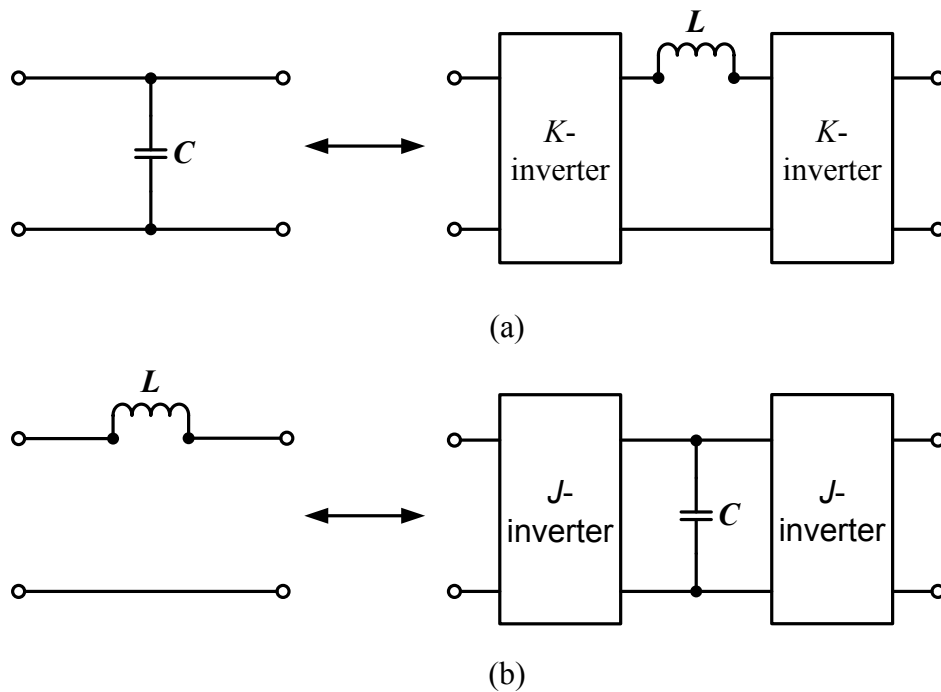 L
C
K-
inverter
K-
inverter
(a)
L
J-
inverter
C
J-
inverter
(b)